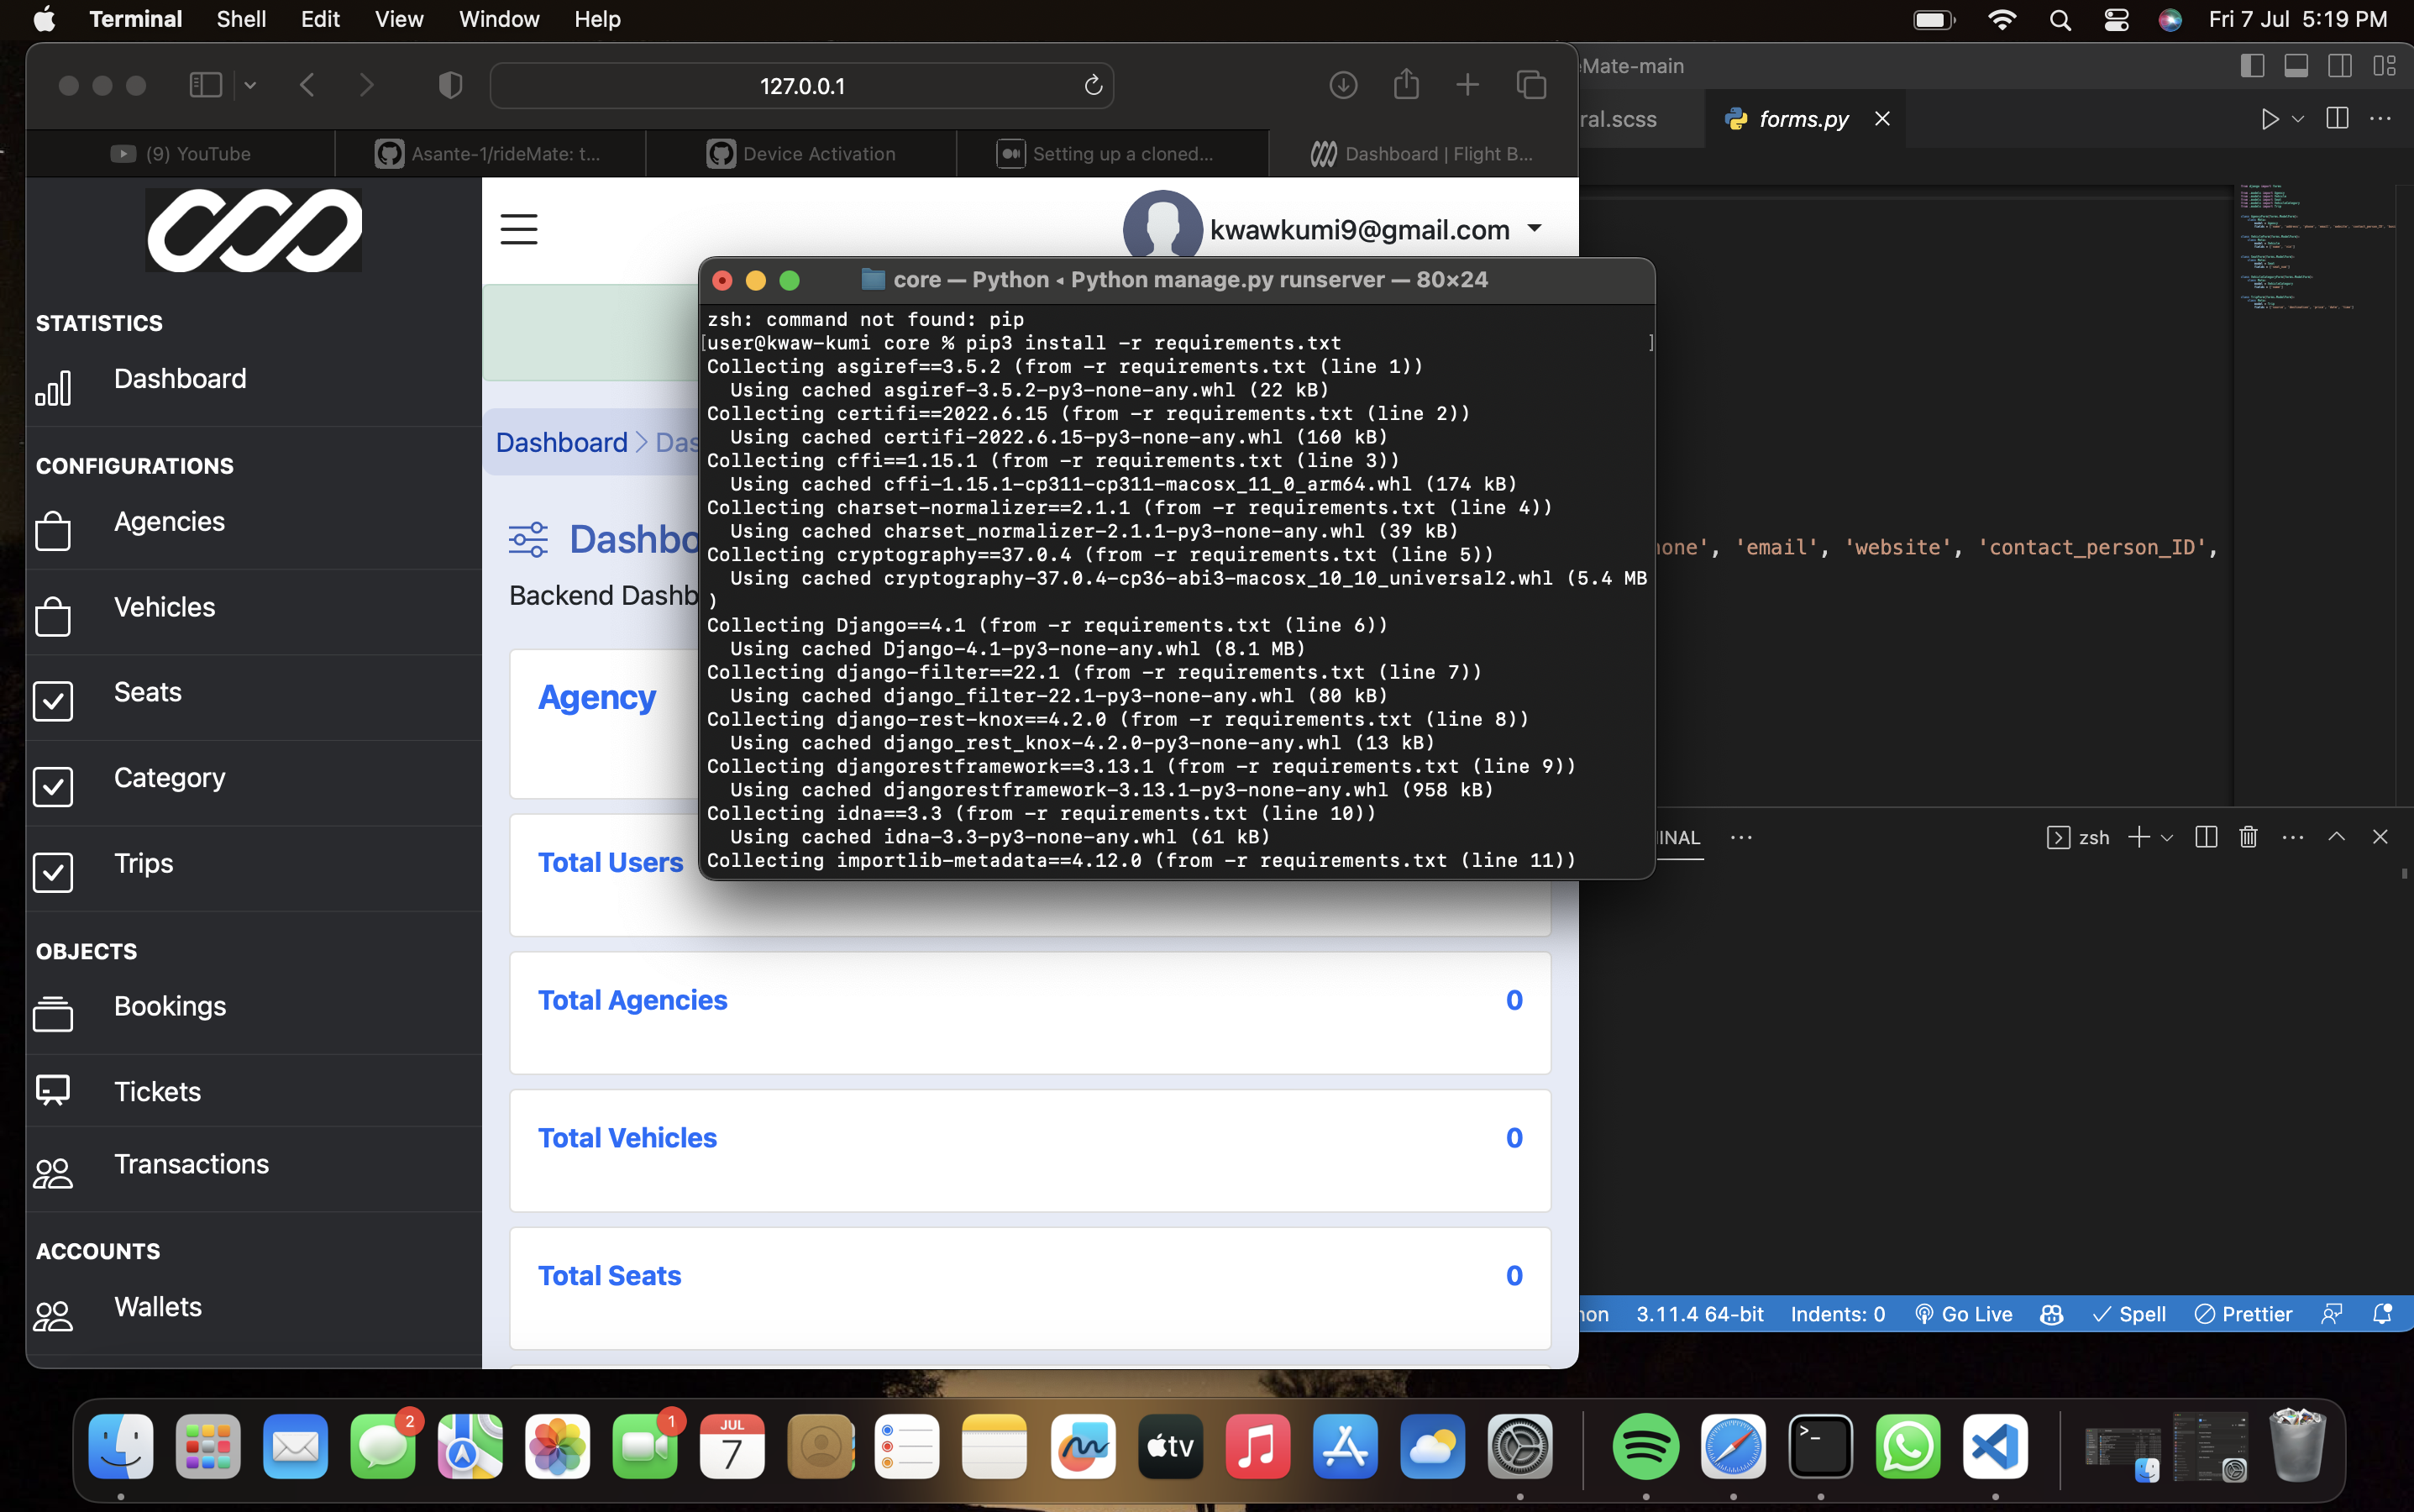 Terminal Shell Edit View Window Help Fri 7 Jul 5:19 PM
127.0.0.1
(9) YouTube
Asante-1/rideMate: t...
Device Activation
Setting up a cloned...
Dashboard | Flight B...
kwawkumi9@gmail.com
STATISTICS
Dashboard
CONFIGURATIONS
Agencies
Vehicles
Seats
Category
Trips
OBJECTS
Bookings
Tickets
Transactions
ACCOUNTS
Wallets
Dashboard
Backend
Agency
Total Users
Total Agencies 0
Total Vehicles 0
Total Seats 0
core — Python ◂ Python manage.py runserver — 80×24
zsh: command not found: pip
[user@kwaw-kumi core % pip3 install -r requirements.txt ]
Collecting asgiref==3.5.2 (from -r requirements.txt (line 1))
Using cached asgiref-3.5.2-py3-none-any.whl (22 kB)
Collecting certifi==2022.6.15 (from -r requirements.txt (line 2))
Using cached certifi-2022.6.15-py3-none-any.whl (160 kB)
Collecting cffi==1.15.1 (from -r requirements.txt (line 3))
Using cached cffi-1.15.1-cp311-cp311-macosx_11_0_arm64.whl (174 kB)
Collecting charset-normalizer==2.1.1 (from -r requirements.txt (line 4))
Using cached charset_normalizer-2.1.1-py3-none-any.whl (39 kB)
Collecting cryptography==37.0.4 (from -r requirements.txt (line 5))
Using cached cryptography-37.0.4-cp36-abi3-macosx_10_10_universal2.whl (5.4 MB
)
Collecting Django==4.1 (from -r requirements.txt (line 6))
Using cached Django-4.1-py3-none-any.whl (8.1 MB)
Collecting django-filter==22.1 (from -r requirements.txt (line 7))
Using cached django_filter-22.1-py3-none-any.whl (80 kB)
Collecting django-rest-knox==4.2.0 (from -r requirements.txt (line 8))
Using cached django_rest_knox-4.2.0-py3-none-any.whl (13 kB)
Collecting djangorestframework==3.13.1 (from -r requirements.txt (line 9))
Using cached djangorestframework-3.13.1-py3-none-any.whl (958 kB)
Collecting idna==3.3 (from -r requirements.txt (line 10))
Using cached idna-3.3-py3-none-any.whl (61 kB)
Collecting importlib-metadata==4.12.0 (from -r requirements.txt (line 11))
eMate-main
ral.scss
forms.py
one', 'email', 'website', 'contact_person_ID',
INAL
zsh
on 3.11.4 64-bit Indents: 0 Go Live Spell Prettier
2
1
JUL
7
tv